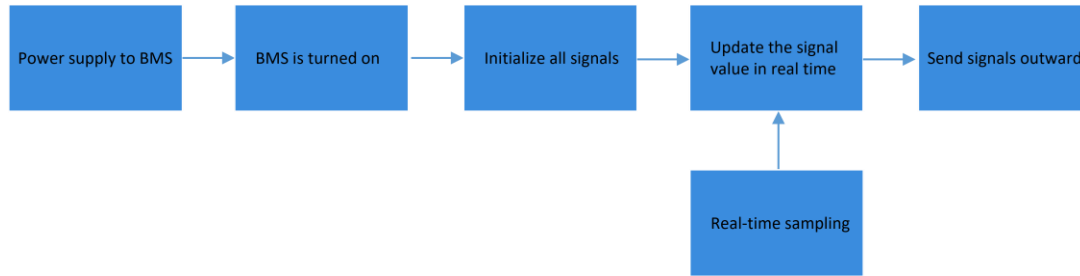 Power supply to BMS
BMS is turned on
Initialize all signals
Update the signal
value in real time
Send signals outward
Real-time sampling